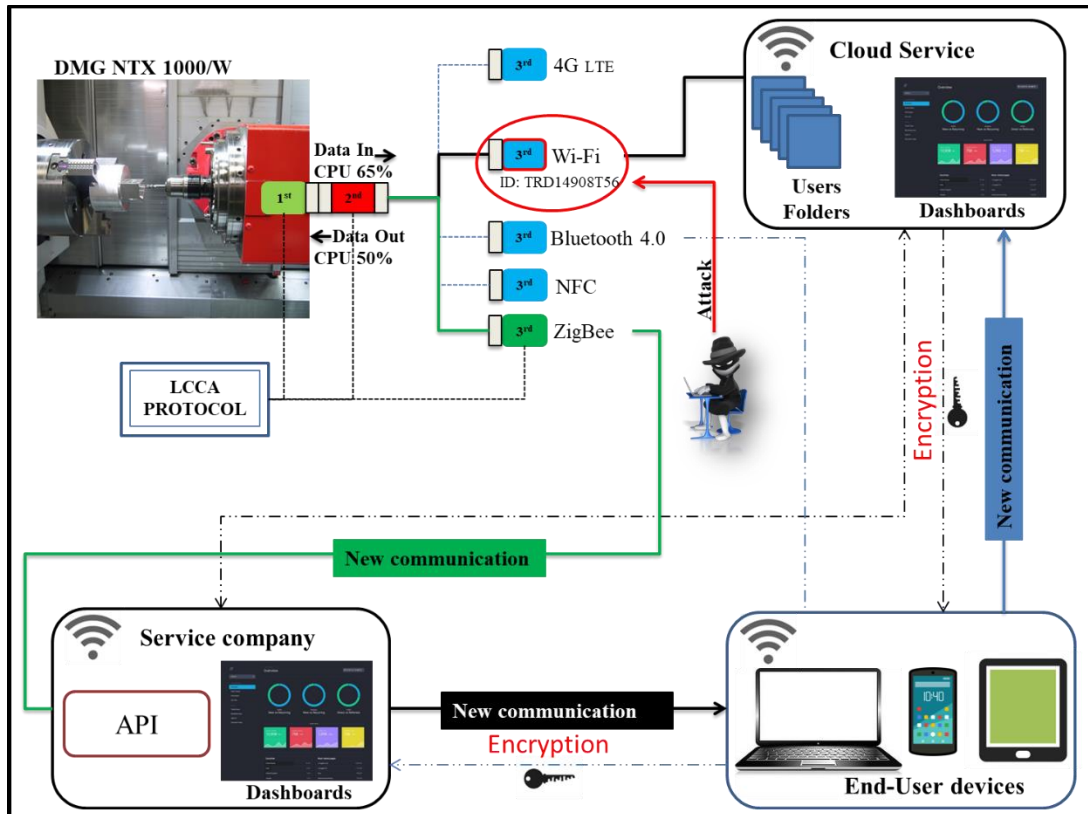 DMG NTX 1000/W
Data In
CPU 65%
1st
2nd
Data Out
CPU 50%
3rd
4G LTE
3rd
Wi-Fi
ID: TRD14908T56
3rd
Bluetooth 4.0
3rd
NFC
3rd
ZigBee
LCCA
PROTOCOL
Attack
Cloud Service
Users
Folders
Dashboards
Encryption
New communication
New communication
Service company
API
Dashboards
New communication
Encryption
10:40
End-User devices